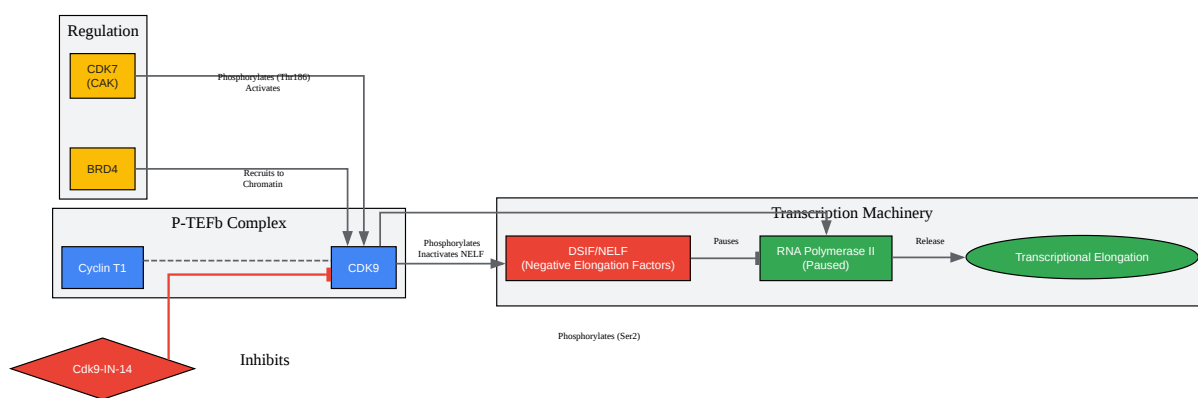 Regulation
CDK7
(CAK)
Phosphorylates (Thr186)
Activates
BRD4
Recruits to
Chromatin
P-TEFb Complex
Cyclin T1
CDK9
Phosphorylates
Inactivates NELF
Transcription Machinery
DSIF/NELF
(Negative Elongation Factors)
Pauses
RNA Polymerase II
(Paused)
Release
Transcriptional Elongation
Phosphorylates (Ser2)
Cdk9-IN-14
Inhibits